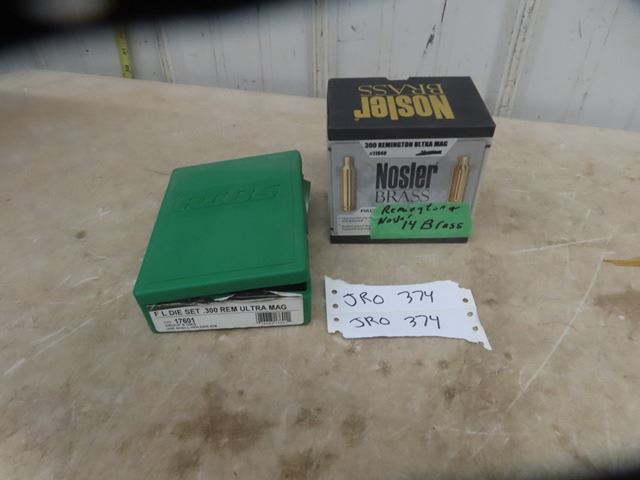 RCBS
F L DIE SET .300 REM ULTRA MAG
17601
Nosler
BRASS
300 REMINGTON ULTRA MAG
Nosler
BRASS
Remington &
Nosler
14 Brass
JRO 374
JRO 374